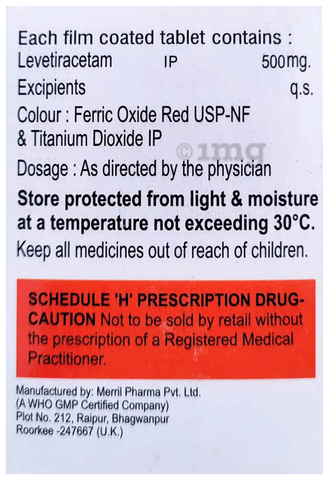 Each film coated tablet contains :
Levetiracetam IP 500mg.
Excipients q.s.
Colour : Ferric Oxide Red USP-NF
& Titanium Dioxide IP
1mg
Dosage : As directed by the physician
Store protected from light & moisture
at a temperature not exceeding 30°C.
Keep all medicines out of reach of children.
SCHEDULE 'H' PRESCRIPTION DRUG-
CAUTION Not to be sold by retail without
the prescription of a Registered Medical
Practitioner.
Manufactured by: Merril Pharma Pvt. Ltd.
(A WHO GMP Certified Company)
Plot No. 212, Raipur, Bhagwanpur
Roorkee -247667 (U.K.)